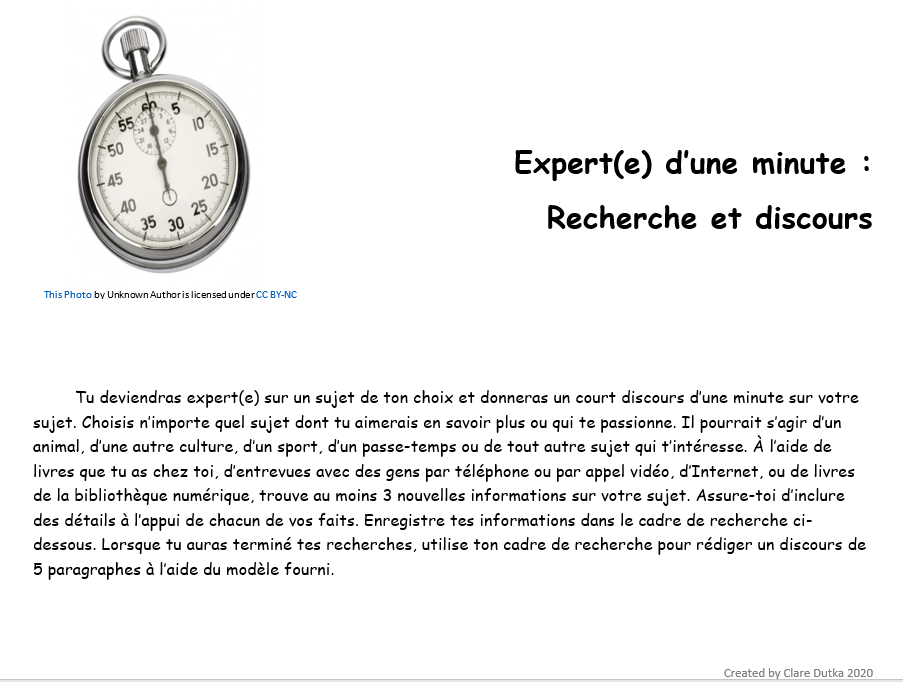 60
5
10
15
20
25
30
35
40
45
50
55
Expert(e) d'une minute :
Recherche et discours
This Photo by Unknown Author is licensed under CC BY-NC
Tu deviendras expert(e) sur un sujet de ton choix et donneras un court discours d'une minute sur votre
sujet. Choisis n'importe quel sujet dont tu aimerais en savoir plus ou qui te passionne. Il pourrait s'agir d'un
animal, d'une autre culture, d'un sport, d'un passe-temps ou de tout autre sujet qui t'intéresse. À l'aide de
livres que tu as chez toi, d'entrevues avec des gens par téléphone ou par appel vidéo, d'Internet, ou de livres
de la bibliothèque numérique, trouve au moins 3 nouvelles informations sur votre sujet. Assure-toi d'inclure
des détails à l'appui de chacun de vos faits. Enregistre tes informations dans le cadre de recherche ci-
dessous. Lorsque tu auras terminé tes recherches, utilise ton cadre de recherche pour rédiger un discours de
5 paragraphes à l'aide du modèle fourni.
Created by Clare Dutka 2020